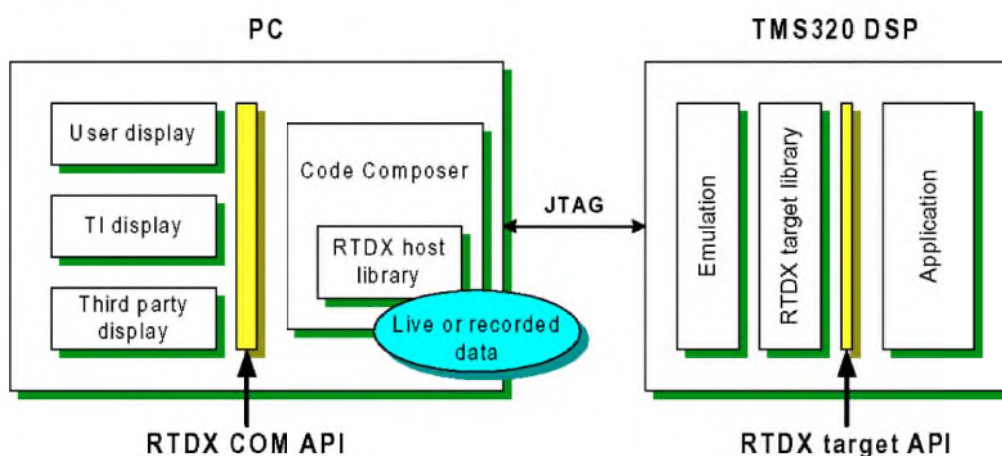 PC
TMS320 DSP
User display
TI display
Third party
display
Code Composer
RTDX host
library
Live or recorded
data
JTAG
Emulation
RTDX target library
Application
RTDX COM API
RTDX target API